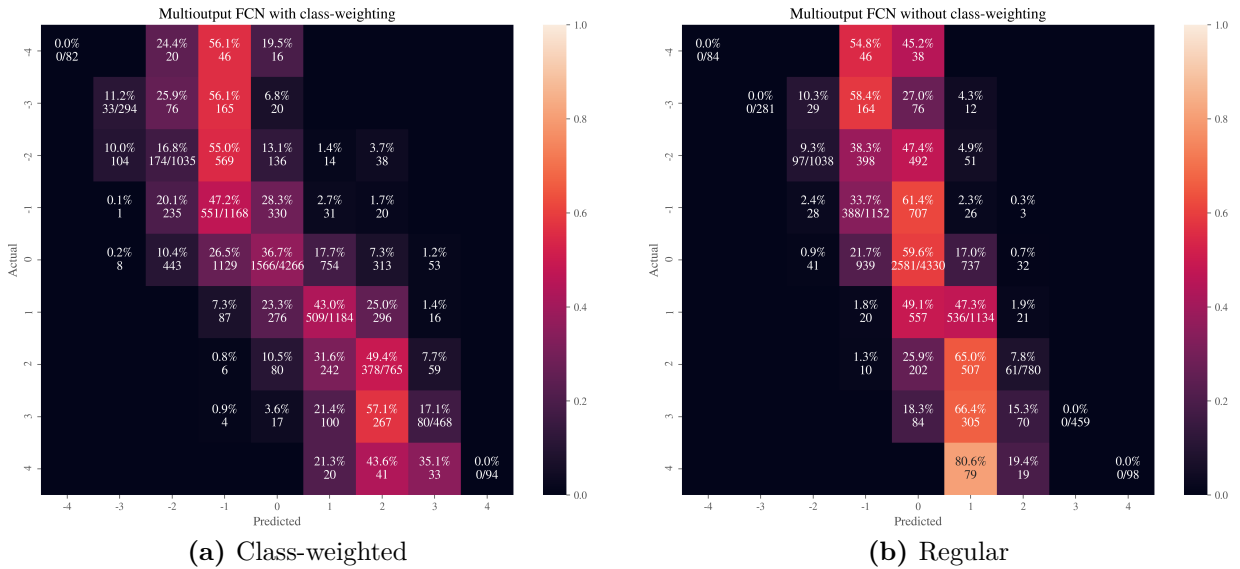 Multioutput FCN with class-weighting
-4
0.0% 24.4% 56.1% 19.5%
0/82 20 46 16
-3
11.2% 25.9% 56.1% 6.8%
33/294 76 165 20
-2
10.0% 16.8% 55.0% 13.1% 1.4% 3.7%
104 174/1035 569 136 14 38
-1
0.1% 20.1% 47.2% 28.3% 2.7% 1.7%
1 235 551/1168 330 31 20
Actual
0
0.2% 10.4% 26.5% 36.7% 17.7% 7.3% 1.2%
8 443 1129 1566/4266 754 313 53
1
7.3% 23.3% 43.0% 25.0% 1.4%
87 276 509/1184 296 16
2
0.8% 10.5% 31.6% 49.4% 7.7%
6 80 242 378/765 59
3
0.9% 3.6% 21.4% 57.1% 17.1%
4 17 100 267 80/468
4
21.3% 43.6% 35.1% 0.0%
20 41 33 0/94
-4 -3 -2 -1 0 1 2 3 4
Predicted
1.0
0.8
0.6
0.4
0.2
0.0
(a) Class-weighted
Multioutput FCN without class-weighting
-4
0.0% 54.8% 45.2%
0/84 46 38
-3
0.0% 10.3% 58.4% 27.0% 4.3%
0/281 29 164 76 12
-2
9.3% 38.3% 47.4% 4.9%
97/1038 398 492 51
-1
2.4% 33.7% 61.4% 2.3% 0.3%
28 388/1152 707 26 3
Actual
0
0.9% 21.7% 59.6% 17.0% 0.7%
41 939 2581/4330 737 32
1
1.8% 49.1% 47.3% 1.9%
20 557 536/1134 21
2
1.3% 25.9% 65.0% 7.8%
10 202 507 61/780
3
18.3% 66.4% 15.3% 0.0%
84 305 70 0/459
4
80.6% 19.4% 0.0%
79 19 0/98
-4 -3 -2 -1 0 1 2 3 4
Predicted
1.0
0.8
0.6
0.4
0.2
0.0
(b) Regular